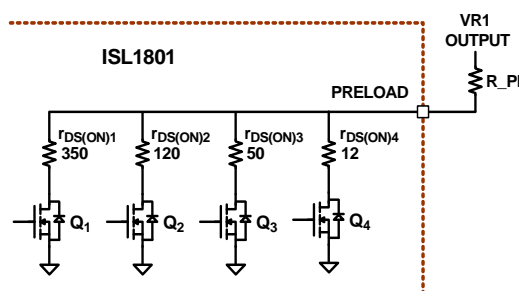 VR1
OUTPUT
ISL1801
PRELOAD
rDS(ON)1
350
rDS(ON)2
120
rDS(ON)3
50
rDS(ON)4
12
Q1
Q2
Q3
Q4